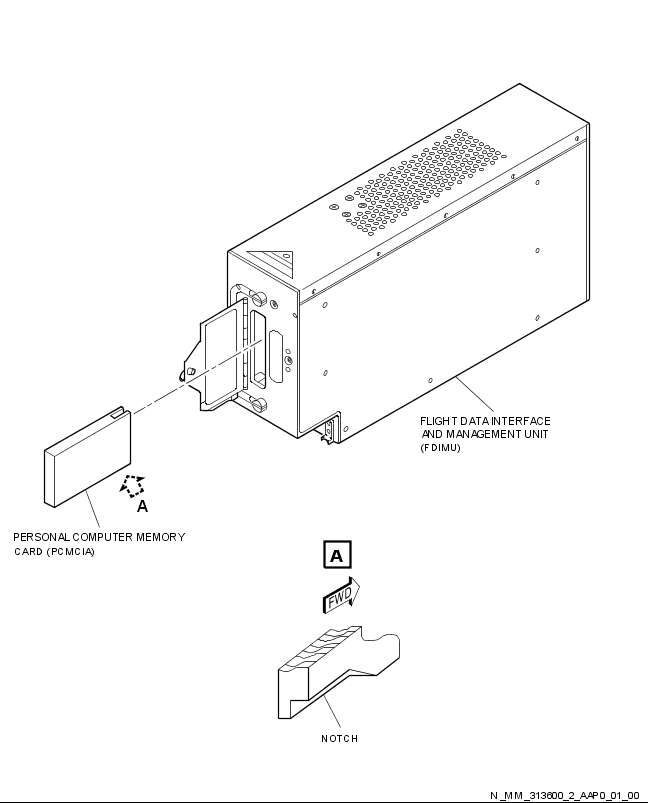 FLIGHT DATA INTERFACE
AND MANAGEMENT UNIT
(FDIMU)
A
PERSONAL COMPUTER MEMORY
CARD (PCMCIA)
A
FWD
NOTCH
N_MM_313600_2_AAP0_01_00